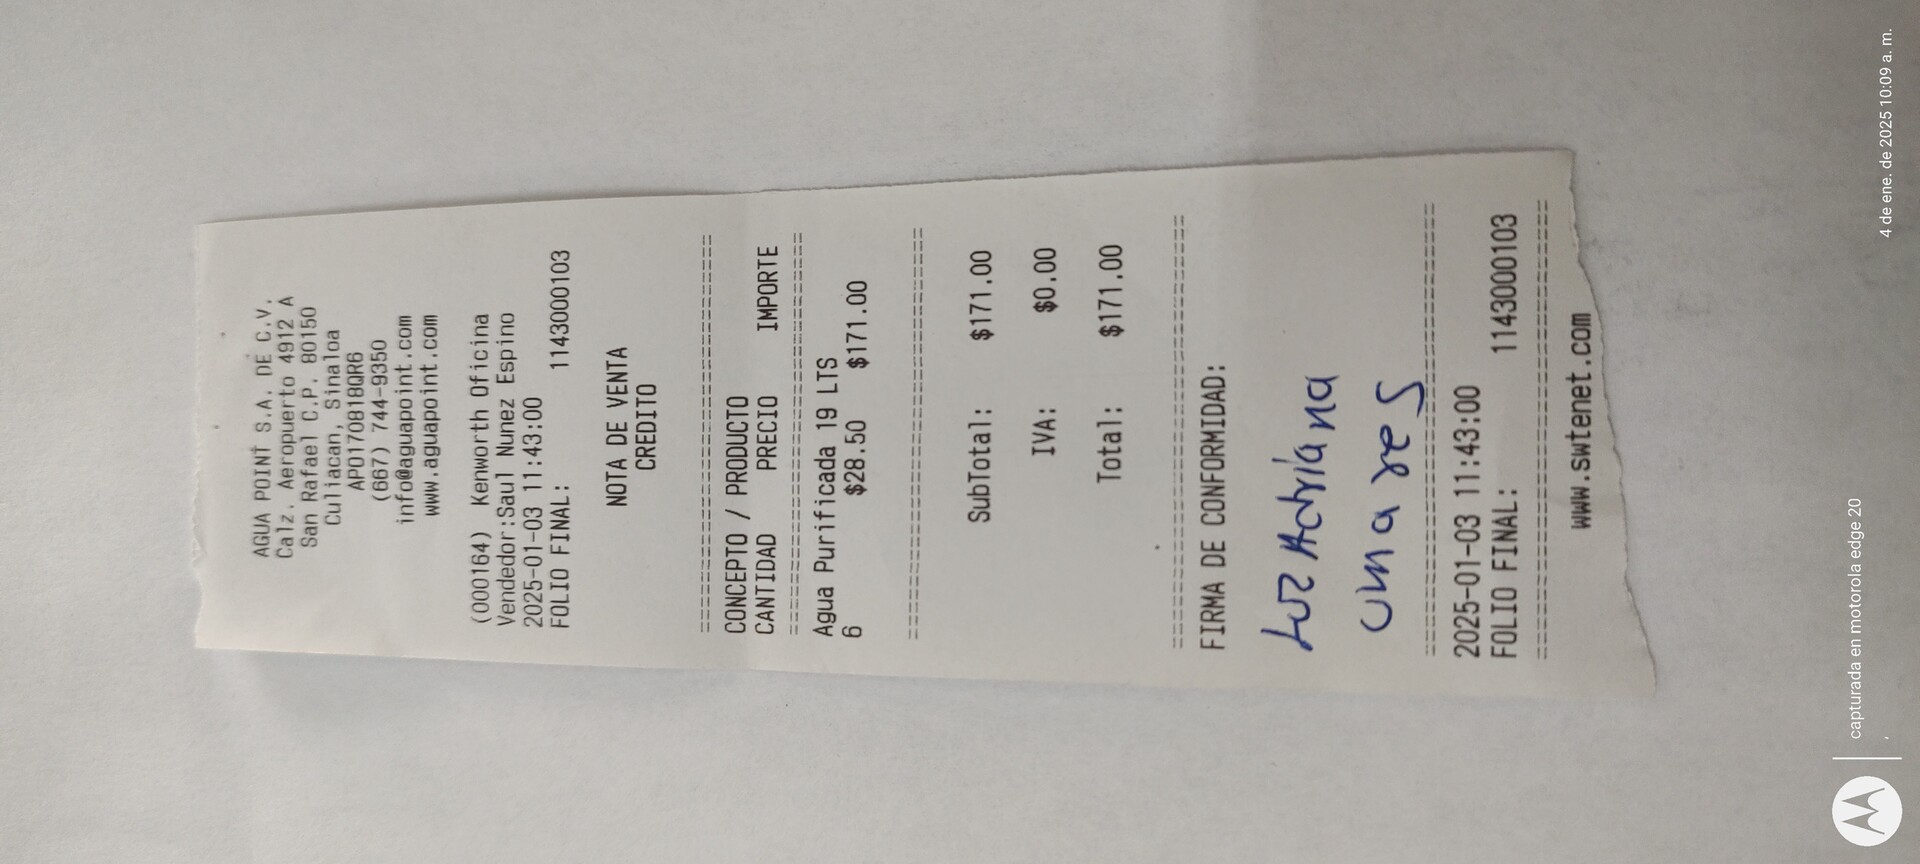 AGUA POINT S.A. DE C.V.
Calz. Aeropuerto 4912 A
San Rafael C.P. 80150
Culiacan, Sinaloa
APO170818QR6
(667) 744-9350
info@aguapoint.com
www.aguapoint.com
(000164) Kenworth Oficina
Vendedor:Saul Nunez Espino
2025-01-03 11:43:00
FOLIO FINAL: 1143000103
NOTA DE VENTA
CREDITO
==============================
CONCEPTO / PRODUCTO
CANTIDAD PRECIO IMPORTE
==============================
Agua Purificada 19 LTS
6 $28.50 $171.00
==============================
SubTotal: $171.00
IVA: $0.00
Total: $171.00
==============================
FIRMA DE CONFORMIDAD:
Luz Adriana
==============================
2025-01-03 11:43:00
FOLIO FINAL: 1143000103
==============================
www.swtenet.com
capturada en motorola edge 20
4 de ene. de 2025 10:09 a. m.